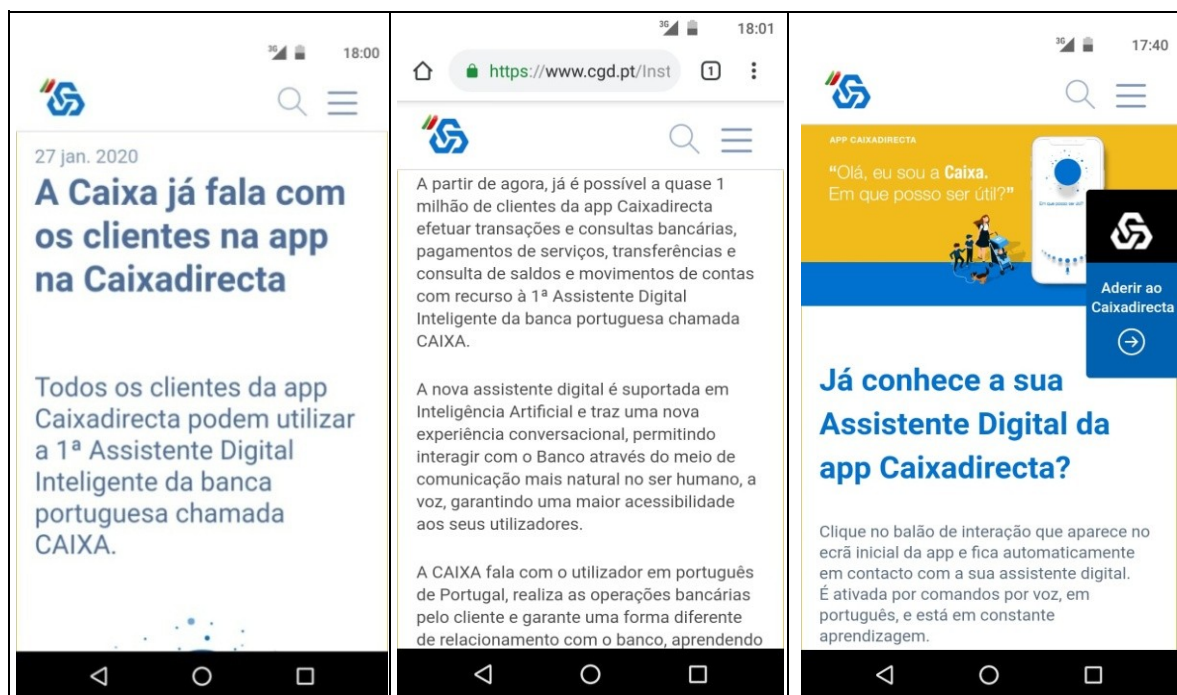 18:00
27 jan. 2020
A Caixa já fala com
os clientes na app
na Caixadirecta
Todos os clientes da app
Caixadirecta podem utilizar
a 1ª Assistente Digital
Inteligente da banca
portuguesa chamada
CAIXA.
3G
18:01
https://www.cgd.pt/Inst
1
A partir de agora, já é possível a quase 1
milhão de clientes da app Caixadirecta
efetuar transações e consultas bancárias,
pagamentos de serviços, transferências e
consulta de saldos e movimentos de contas
com recurso à 1ª Assistente Digital
Inteligente da banca portuguesa chamada
CAIXA.
A nova assistente digital é suportada em
Inteligência Artificial e traz uma nova
experiência conversacional, permitindo
interagir com o Banco através do meio de
comunicação mais natural no ser humano, a
voz, garantindo uma maior acessibilidade
aos seus utilizadores.
A CAIXA fala com o utilizador em português
de Portugal, realiza as operações bancárias
pelo cliente e garante uma forma diferente
de relacionamento com o banco, aprendendo
3G
17:40
APP CAIXADIRECTA
“Olá, eu sou a Caixa.
Em que posso ser útil?”
Em que posso ser útil?
Aderir ao
Caixadirecta
Já conhece a sua
Assistente Digital da
app Caixadirecta?
Clique no balão de interação que aparece no
ecrã inicial da app e fica automaticamente
em contacto com a sua assistente digital.
É ativada por comandos por voz, em
português, e está em constante
aprendizagem.